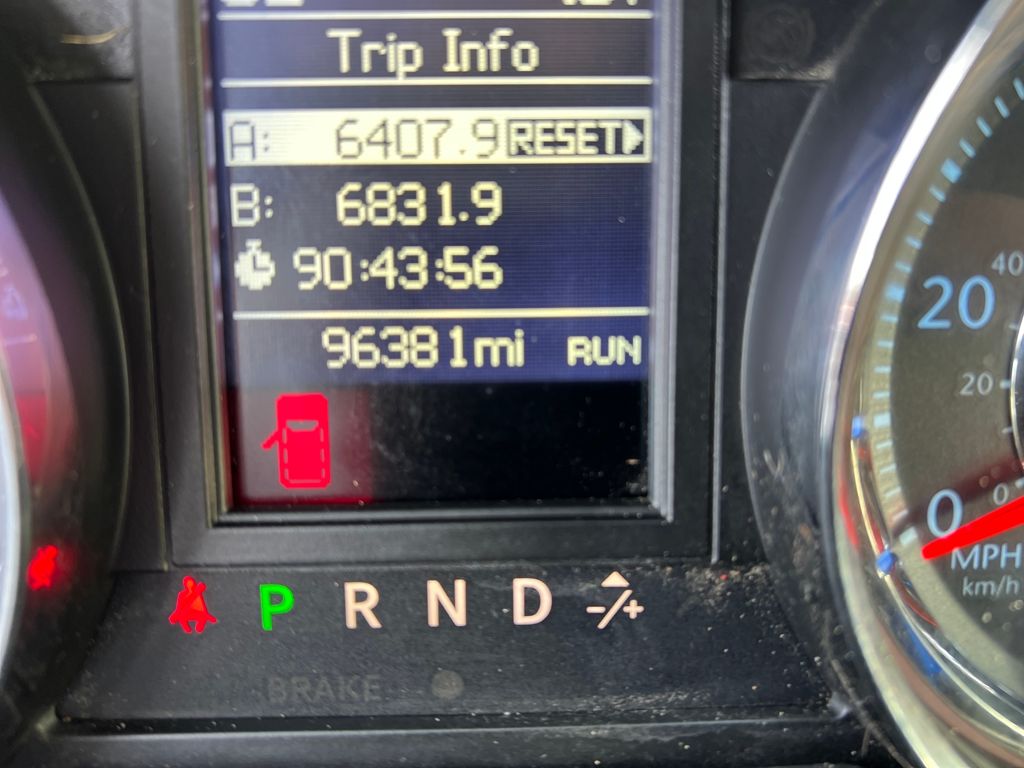 Trip Info
A: 6407.9 RESET
B: 6831.9
90:43:56
96381mi RUN
P R N D -/+
BRAKE
40
20
20
0
0
MPH
km/h